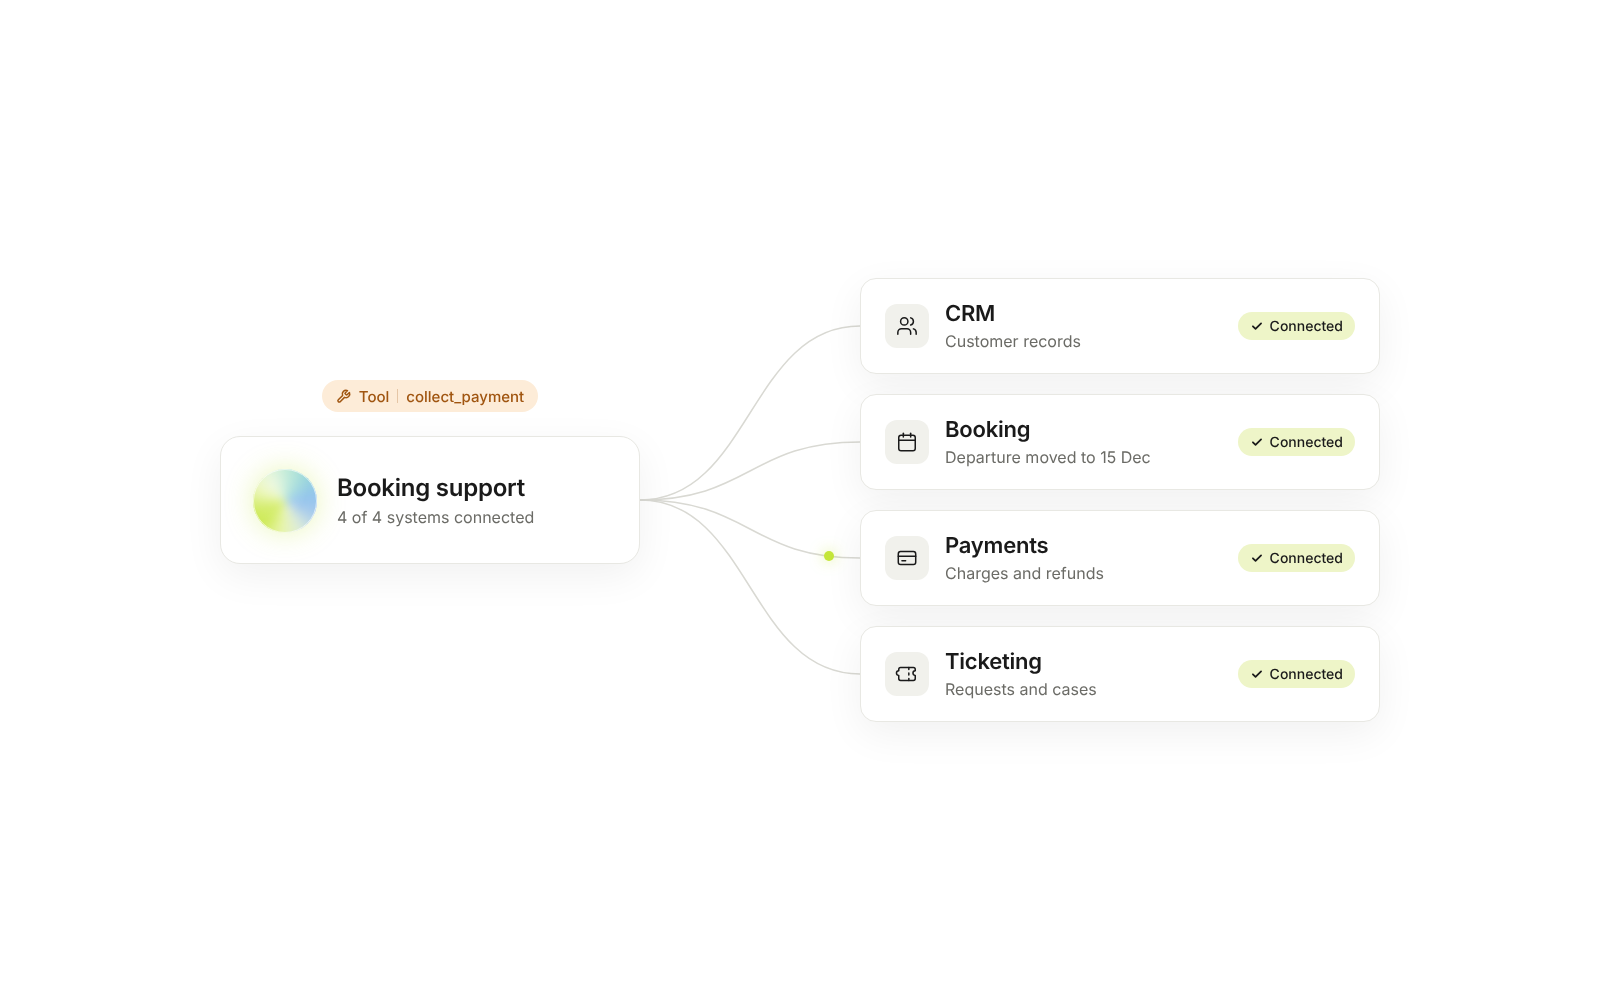 Tool collect_payment
Booking support
4 of 4 systems connected
CRM
Customer records
Connected
Booking
Departure moved to 15 Dec
Connected
Payments
Charges and refunds
Connected
Ticketing
Requests and cases
Connected